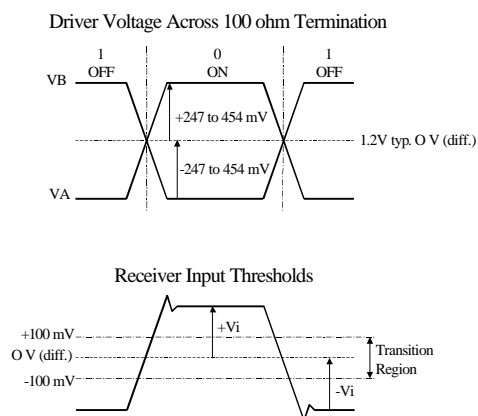 Driver Voltage Across 100 ohm Termination
1 0 1
OFF ON OFF
VB
+247 to 454 mV
1.2V typ. O V (diff.)
-247 to 454 mV
VA
Receiver Input Thresholds
+Vi
+100 mV
O V (diff.)
Transition
Region
-100 mV
-Vi